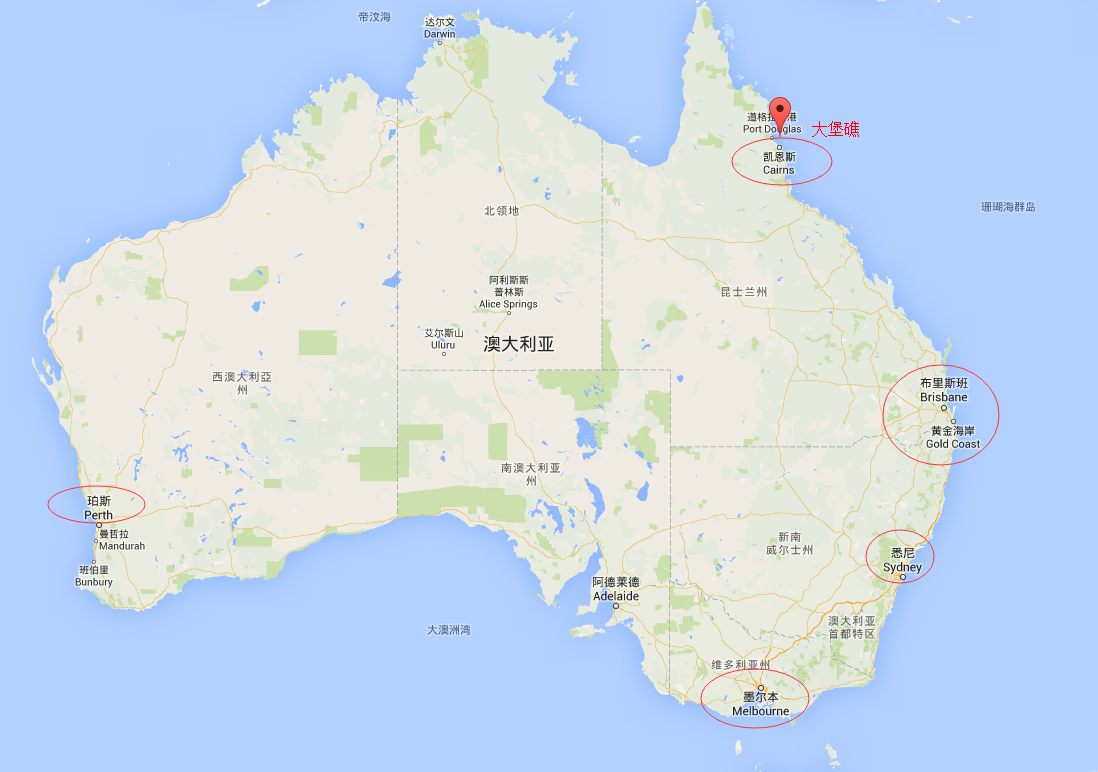 帝汶海
达尔文
Darwin
Port Douglas
大堡礁
凯恩斯
Cairns
珊瑚海群岛
北领地
阿利斯斯
普林斯
Alice Springs
昆士兰州
艾尔斯山
Uluru
澳大利亚
西澳大利亞
州
布里斯班
Brisbane
黄金海岸
Gold Coast
南澳大利亚
州
珀斯
Perth
曼哲拉
Mandurah
班伯里
Bunbury
新南
威尔士州
悉尼
Sydney
阿德莱德
Adelaide
大澳洲湾
澳大利亚
首都特区
维多利亚州
墨尔本
Melbourne